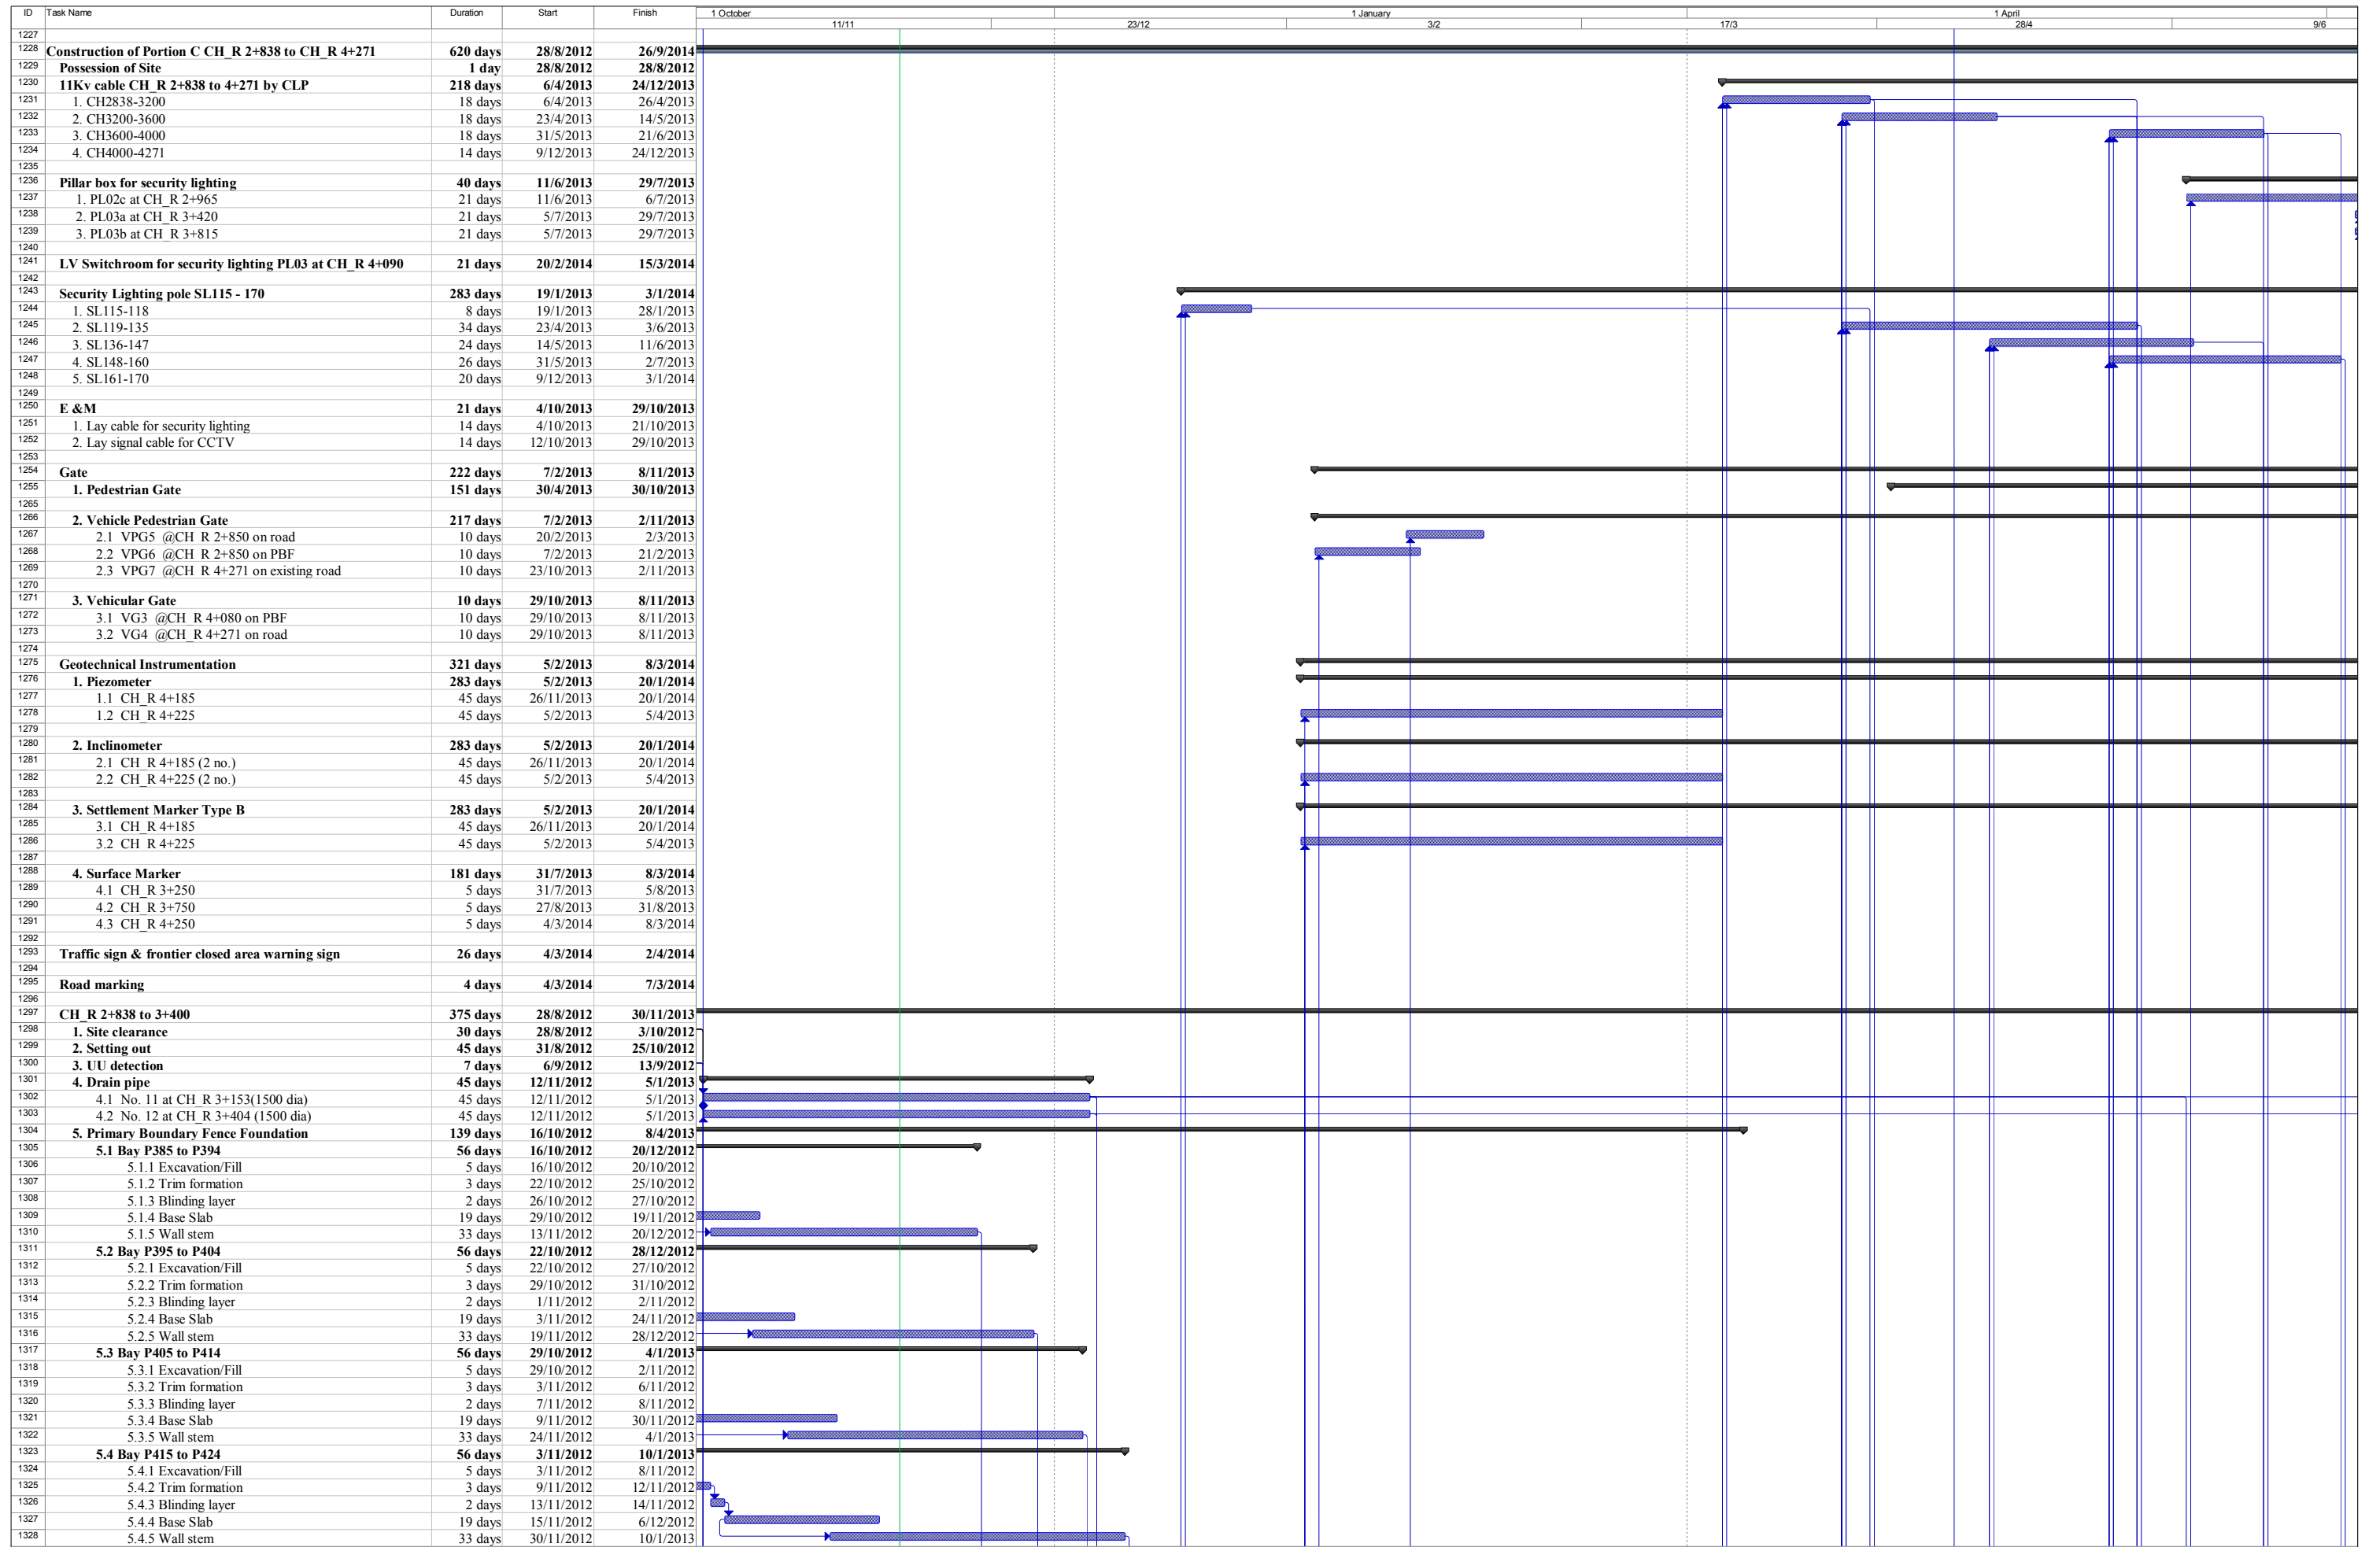 ID Task Name Duration Start Finish 1 October 1 January 1 April
11/11 23/12 3/2 17/3 28/4 9/6
1227
1228 Construction of Portion C CH_R 2+838 to CH_R 4+271 620 days 28/8/2012 26/9/2014
1229 Possession of Site 1 day 28/8/2012 28/8/2012
1230 11Kv cable CH_R 2+838 to 4+271 by CLP 218 days 6/4/2013 24/12/2013
1231 1. CH2838-3200 18 days 6/4/2013 26/4/2013
1232 2. CH3200-3600 18 days 23/4/2013 14/5/2013
1233 3. CH3600-4000 18 days 31/5/2013 21/6/2013
1234 4. CH4000-4271 14 days 9/12/2013 24/12/2013
1235
1236 Pillar box for security lighting 40 days 11/6/2013 29/7/2013
1237 1. PL02c at CH_R 2+965 21 days 11/6/2013 6/7/2013
1238 2. PL03a at CH_R 3+420 21 days 5/7/2013 29/7/2013
1239 3. PL03b at CH_R 3+815 21 days 5/7/2013 29/7/2013
1240
1241 LV Switchroom for security lighting PL03 at CH_R 4+090 21 days 20/2/2014 15/3/2014
1242
1243 Security Lighting pole SL115 - 170 283 days 19/1/2013 3/1/2014
1244 1. SL115-118 8 days 19/1/2013 28/1/2013
1245 2. SL119-135 34 days 23/4/2013 3/6/2013
1246 3. SL136-147 24 days 14/5/2013 11/6/2013
1247 4. SL148-160 26 days 31/5/2013 2/7/2013
1248 5. SL161-170 20 days 9/12/2013 3/1/2014
1249
1250 E &M 21 days 4/10/2013 29/10/2013
1251 1. Lay cable for security lighting 14 days 4/10/2013 21/10/2013
1252 2. Lay signal cable for CCTV 14 days 12/10/2013 29/10/2013
1253
1254 Gate 222 days 7/2/2013 8/11/2013
1255 1. Pedestrian Gate 151 days 30/4/2013 30/10/2013
1265
1266 2. Vehicle Pedestrian Gate 217 days 7/2/2013 2/11/2013
1267 2.1 VPG5 @CH_R 2+850 on road 10 days 20/2/2013 2/3/2013
1268 2.2 VPG6 @CH_R 2+850 on PBF 10 days 7/2/2013 21/2/2013
1269 2.3 VPG7 @CH_R 4+271 on existing road 10 days 23/10/2013 2/11/2013
1270
1271 3. Vehicular Gate 10 days 29/10/2013 8/11/2013
1272 3.1 VG3 @CH_R 4+080 on PBF 10 days 29/10/2013 8/11/2013
1273 3.2 VG4 @CH_R 4+271 on road 10 days 29/10/2013 8/11/2013
1274
1275 Geotechnical Instrumentation 321 days 5/2/2013 8/3/2014
1276 1. Piezometer 283 days 5/2/2013 20/1/2014
1277 1.1 CH_R 4+185 45 days 26/11/2013 20/1/2014
1278 1.2 CH_R 4+225 45 days 5/2/2013 5/4/2013
1279
1280 2. Inclinometer 283 days 5/2/2013 20/1/2014
1281 2.1 CH_R 4+185 (2 no.) 45 days 26/11/2013 20/1/2014
1282 2.2 CH_R 4+225 (2 no.) 45 days 5/2/2013 5/4/2013
1283
1284 3. Settlement Marker Type B 283 days 5/2/2013 20/1/2014
1285 3.1 CH_R 4+185 45 days 26/11/2013 20/1/2014
1286 3.2 CH_R 4+225 45 days 5/2/2013 5/4/2013
1287
1288 4. Surface Marker 181 days 31/7/2013 8/3/2014
1289 4.1 CH_R 3+250 5 days 31/7/2013 5/8/2013
1290 4.2 CH_R 3+750 5 days 27/8/2013 31/8/2013
1291 4.3 CH_R 4+250 5 days 4/3/2014 8/3/2014
1292
1293 Traffic sign & frontier closed area warning sign 26 days 4/3/2014 2/4/2014
1294
1295 Road marking 4 days 4/3/2014 7/3/2014
1296
1297 CH_R 2+838 to 3+400 375 days 28/8/2012 30/11/2013
1298 1. Site clearance 30 days 28/8/2012 3/10/2012
1299 2. Setting out 45 days 31/8/2012 25/10/2012
1300 3. UU detection 7 days 6/9/2012 13/9/2012
1301 4. Drain pipe 45 days 12/11/2012 5/1/2013
1302 4.1 No. 11 at CH_R 3+153(1500 dia) 45 days 12/11/2012 5/1/2013
1303 4.2 No. 12 at CH_R 3+404 (1500 dia) 45 days 12/11/2012 5/1/2013
1304 5. Primary Boundary Fence Foundation 139 days 16/10/2012 8/4/2013
1305 5.1 Bay P385 to P394 56 days 16/10/2012 20/12/2012
1306 5.1.1 Excavation/Fill 5 days 16/10/2012 20/10/2012
1307 5.1.2 Trim formation 3 days 22/10/2012 25/10/2012
1308 5.1.3 Blinding layer 2 days 26/10/2012 27/10/2012
1309 5.1.4 Base Slab 19 days 29/10/2012 19/11/2012
1310 5.1.5 Wall stem 33 days 13/11/2012 20/12/2012
1311 5.2 Bay P395 to P404 56 days 22/10/2012 28/12/2012
1312 5.2.1 Excavation/Fill 5 days 22/10/2012 27/10/2012
1313 5.2.2 Trim formation 3 days 29/10/2012 31/10/2012
1314 5.2.3 Blinding layer 2 days 1/11/2012 2/11/2012
1315 5.2.4 Base Slab 19 days 3/11/2012 24/11/2012
1316 5.2.5 Wall stem 33 days 19/11/2012 28/12/2012
1317 5.3 Bay P405 to P414 56 days 29/10/2012 4/1/2013
1318 5.3.1 Excavation/Fill 5 days 29/10/2012 2/11/2012
1319 5.3.2 Trim formation 3 days 3/11/2012 6/11/2012
1320 5.3.3 Blinding layer 2 days 7/11/2012 8/11/2012
1321 5.3.4 Base Slab 19 days 9/11/2012 30/11/2012
1322 5.3.5 Wall stem 33 days 24/11/2012 4/1/2013
1323 5.4 Bay P415 to P424 56 days 3/11/2012 10/1/2013
1324 5.4.1 Excavation/Fill 5 days 3/11/2012 8/11/2012
1325 5.4.2 Trim formation 3 days 9/11/2012 12/11/2012
1326 5.4.3 Blinding layer 2 days 13/11/2012 14/11/2012
1327 5.4.4 Base Slab 19 days 15/11/2012 6/12/2012
1328 5.4.5 Wall stem 33 days 30/11/2012 10/1/2013